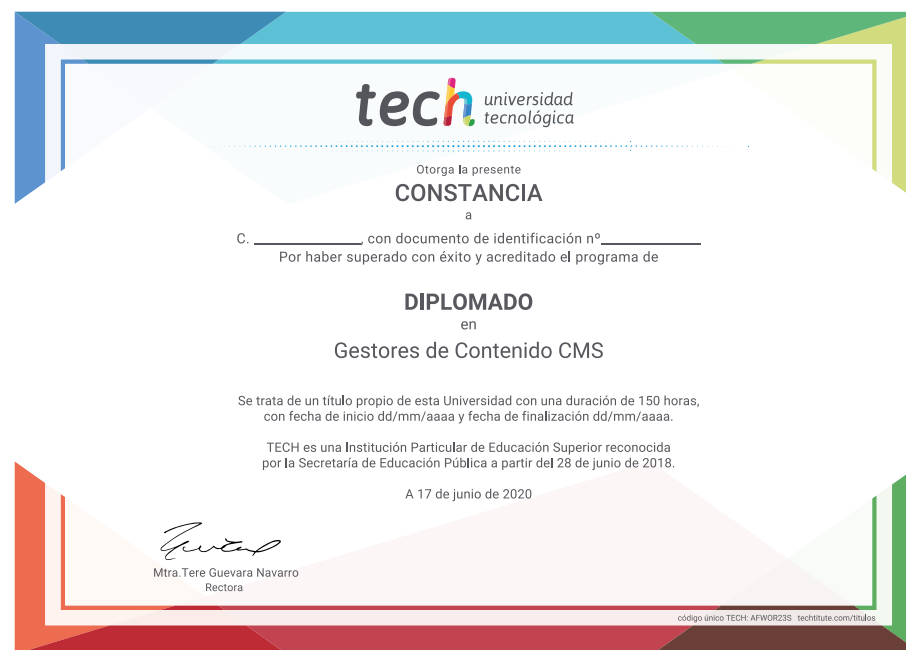 tech universidad
tecnológica
Otorga la presente
CONSTANCIA
a
C. ____________, con documento de identificación nº____________
Por haber superado con éxito y acreditado el programa de
DIPLOMADO
en
Gestores de Contenido CMS
Se trata de un título propio de esta Universidad con una duración de 150 horas,
con fecha de inicio dd/mm/aaaa y fecha de finalización dd/mm/aaaa.
TECH es una Institución Particular de Educación Superior reconocida
por la Secretaría de Educación Pública a partir del 28 de junio de 2018.
A 17 de junio de 2020
Mtra.Tere Guevara Navarro
Rectora
código único TECH: AFWOR23S techtitute.com/titulos